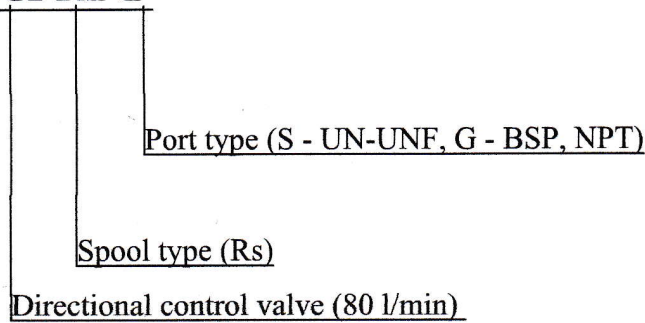 Port type (S - UN-UNF, G - BSP, NPT)
Spool type (Rs)
Directional control valve (80 l/min)